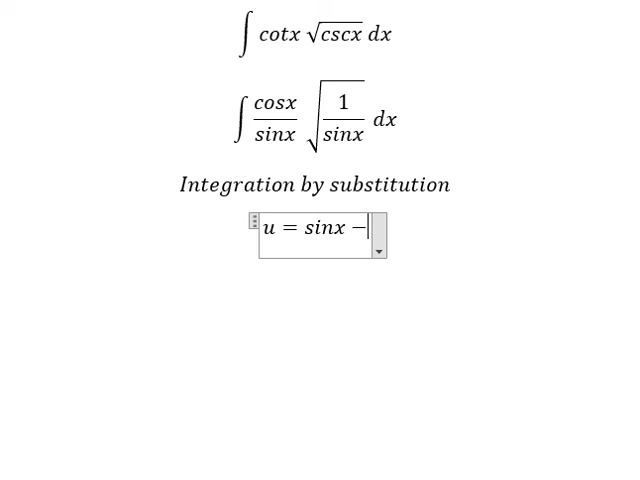 ∫ cotx √cscx dx
∫ cosx/sinx √(1/sinx) dx
Integration by substitution
u = sinx −